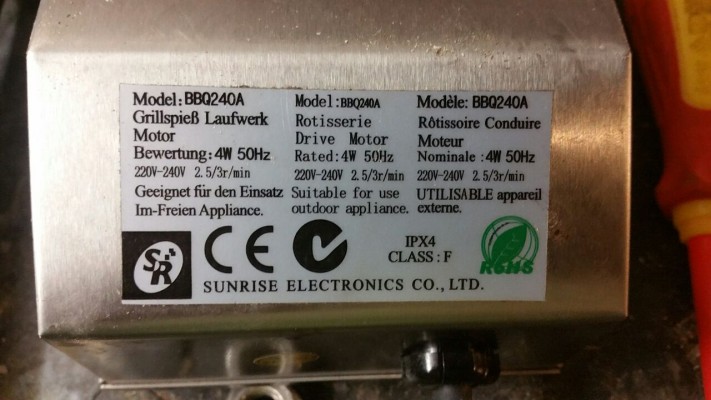 Model: BBQ240A
Grillspieß Laufwerk
Motor
Bewertung: 4W 50Hz
220V-240V 2.5/3r/min
Geeignet für den Einsatz
Im-Freien Appliance.
Model: BBQ240A
Rotisserie
Drive Motor
Rated: 4W 50Hz
220V-240V 2.5/3r/min
Suitable for use
outdoor appliance.
Modèle: BBQ240A
Rôtissoire Conduire
Moteur
Nominale :4W 50Hz
220V-240V 2.5/3r/min
UTILISABLE appareil
externe.
SR
CE
IPX4
CLASS: F
RoHS
SUNRISE ELECTRONICS CO., LTD.